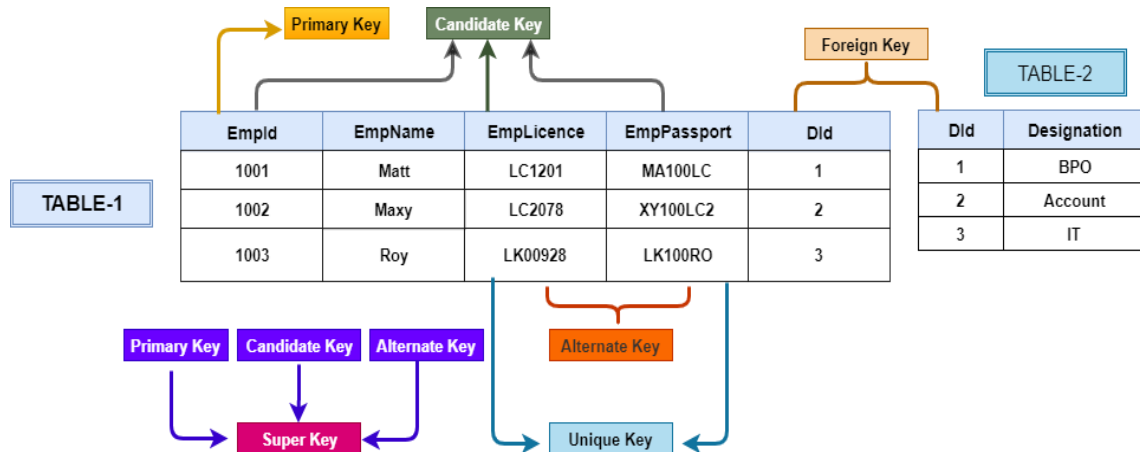 Primary Key
Candidate Key
Foreign Key
TABLE-2
EmpId EmpName EmpLicence EmpPassport DId
DId Designation
1001 Matt LC1201 MA100LC 1
1 BPO
TABLE-1
1002 Maxy LC2078 XY100LC2 2
2 Account
1003 Roy LK00928 LK100RO 3
3 IT
Primary Key Candidate Key Alternate Key
Alternate Key
Super Key
Unique Key